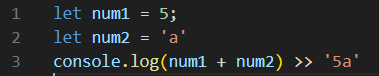 1 let num1 = 5;
2 let num2 = 'a'
3 console.log(num1 + num2) >> '5a'